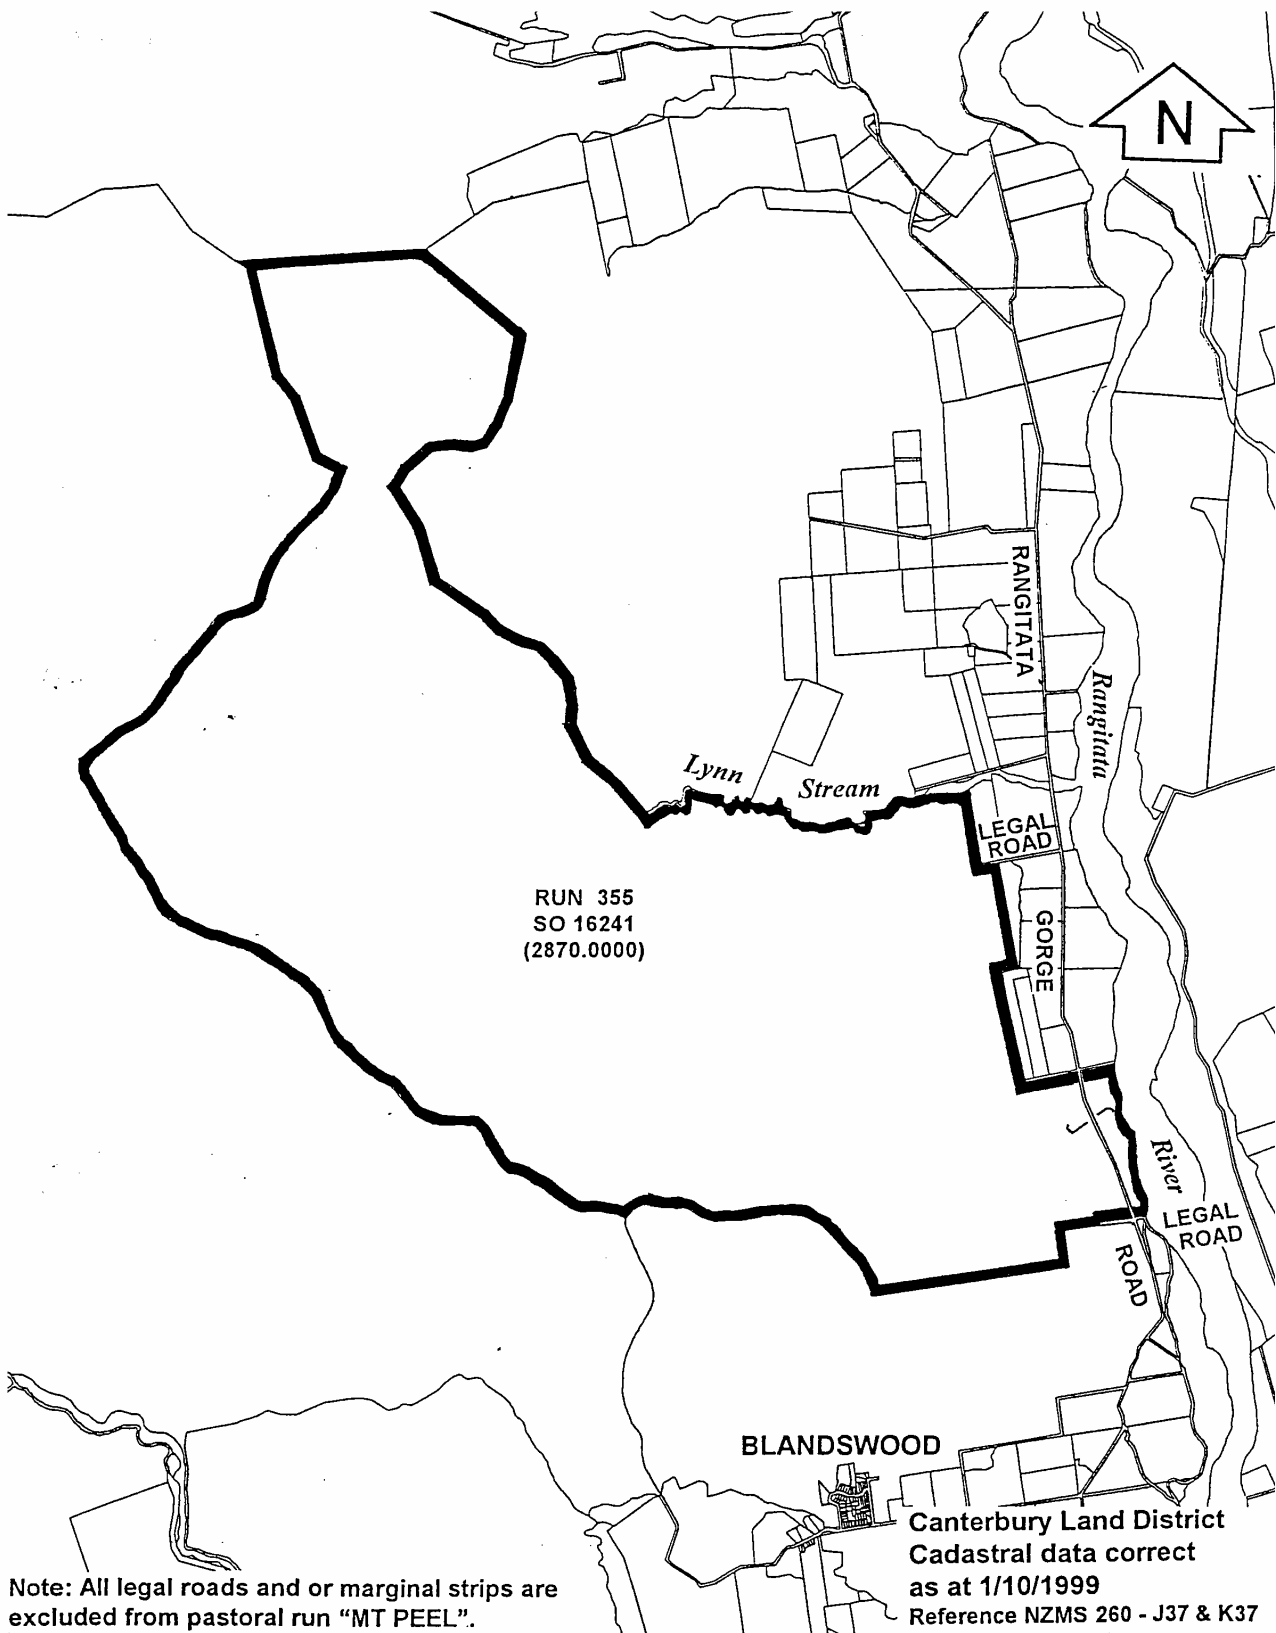 N
RANGITATA
Rangitata
Lynn
Stream
LEGAL
ROAD
RUN 355
SO 16241
(2870.0000)
GORGE
River
LEGAL
ROAD
ROAD
BLANDSWOOD
Canterbury Land District
Cadastral data correct
as at 1/10/1999
Reference NZMS 260 - J37 & K37
Note: All legal roads and or marginal strips are
excluded from pastoral run “MT PEEL”.